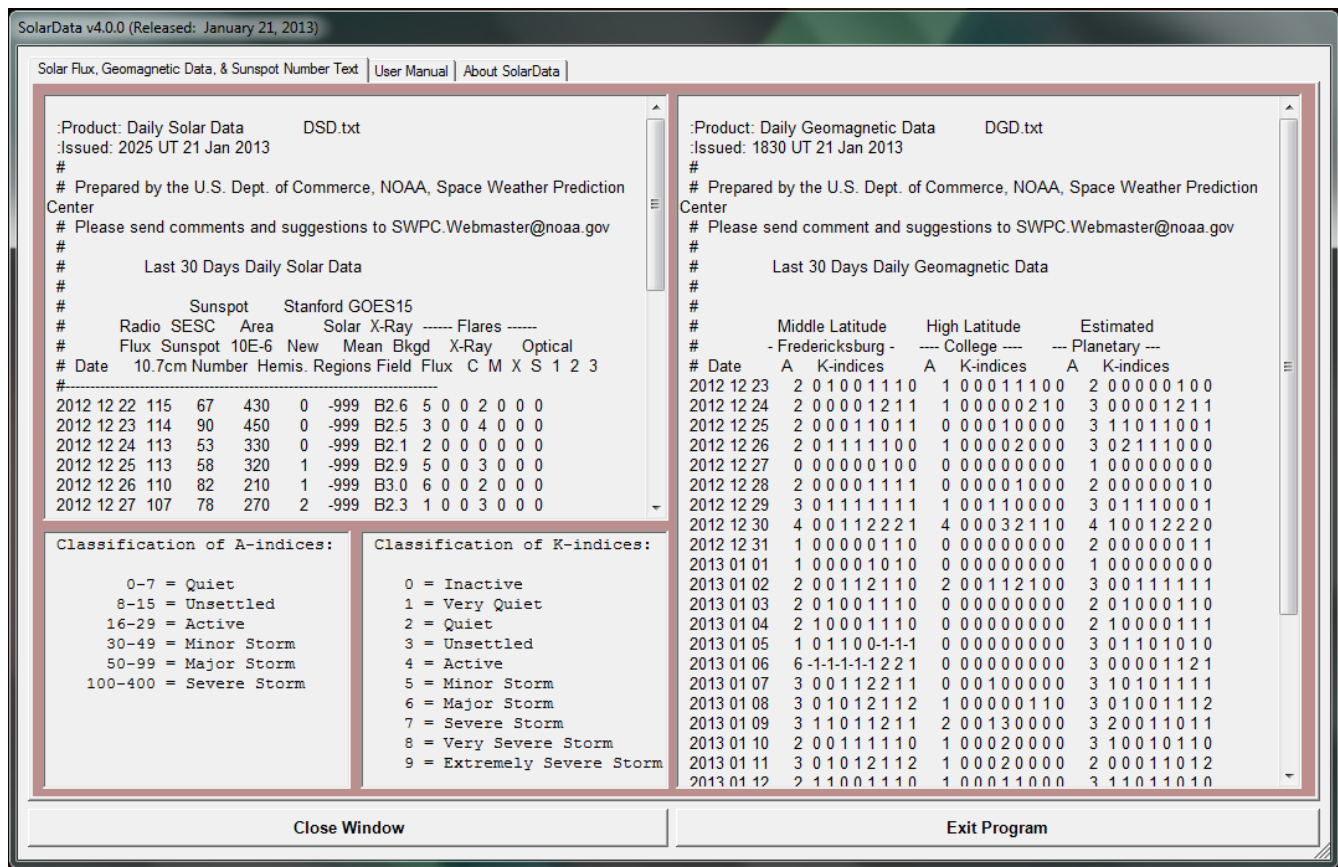 SolarData v4.0.0 (Released: January 21, 2013)
Solar Flux, Geomagnetic Data, & Sunspot Number Text
User Manual
About SolarData
:Product: Daily Solar Data DSD.txt
:Issued: 2025 UT 21 Jan 2013
#
# Prepared by the U.S. Dept. of Commerce, NOAA, Space Weather Prediction
Center
# Please send comments and suggestions to SWPC.Webmaster@noaa.gov
#
# Last 30 Days Daily Solar Data
#
# Sunspot Stanford GOES15
# Radio SESC Area Solar X-Ray ------ Flares ------
# Flux Sunspot 10E-6 New Mean Bkgd X-Ray Optical
# Date 10.7cm Number Hemis. Regions Field Flux C M X S 1 2 3
#---------------------------------------------------------------------------
2012 12 22 115 67 430 0 -999 B2.6 5 0 0 2 0 0 0
2012 12 23 114 90 450 0 -999 B2.5 3 0 0 4 0 0 0
2012 12 24 113 53 330 0 -999 B2.1 2 0 0 0 0 0 0
2012 12 25 113 58 320 1 -999 B2.9 5 0 0 3 0 0 0
2012 12 26 110 82 210 1 -999 B3.0 6 0 0 2 0 0 0
2012 12 27 107 78 270 2 -999 B2.3 1 0 0 3 0 0 0
Classification of A-indices:
0-7 = Quiet
8-15 = Unsettled
16-29 = Active
30-49 = Minor Storm
50-99 = Major Storm
100-400 = Severe Storm
Classification of K-indices:
0 = Inactive
1 = Very Quiet
2 = Quiet
3 = Unsettled
4 = Active
5 = Minor Storm
6 = Major Storm
7 = Severe Storm
8 = Very Severe Storm
9 = Extremely Severe Storm
:Product: Daily Geomagnetic Data DGD.txt
:Issued: 1830 UT 21 Jan 2013
#
# Prepared by the U.S. Dept. of Commerce, NOAA, Space Weather Prediction
Center
# Please send comment and suggestions to SWPC.Webmaster@noaa.gov
#
# Last 30 Days Daily Geomagnetic Data
#
#
# Middle Latitude High Latitude Estimated
# - Fredericksburg - ---- College ---- --- Planetary ---
# Date A K-indices A K-indices A K-indices
2012 12 23 2 0 1 0 0 1 1 1 0 1 0 0 0 1 1 1 0 0 2 0 0 0 0 0 1 0 0
2012 12 24 2 0 0 0 0 1 2 1 1 1 0 0 0 0 0 2 1 0 3 0 0 0 0 1 2 1 1
2012 12 25 2 0 0 0 1 1 0 1 1 0 0 0 0 1 0 0 0 0 3 1 1 0 1 1 0 0 1
2012 12 26 2 0 1 1 1 1 1 0 0 1 0 0 0 0 2 0 0 0 3 0 2 1 1 1 0 0 0
2012 12 27 0 0 0 0 0 0 1 0 0 0 0 0 0 0 0 0 0 0 1 0 0 0 0 0 0 0 0
2012 12 28 2 0 0 0 0 1 1 1 1 0 0 0 0 0 1 0 0 0 2 0 0 0 0 0 0 1 0
2012 12 29 3 0 1 1 1 1 1 1 1 1 0 0 1 1 0 0 0 0 3 0 1 1 1 0 0 0 1
2012 12 30 4 0 0 1 1 2 2 2 1 4 0 0 0 3 2 1 1 0 4 1 0 0 1 2 2 2 0
2012 12 31 1 0 0 0 0 0 1 1 0 0 0 0 0 0 0 0 0 0 2 0 0 0 0 0 0 1 1
2013 01 01 1 0 0 0 0 1 0 1 0 0 0 0 0 0 0 0 0 0 1 0 0 0 0 0 0 0 0
2013 01 02 2 0 0 1 1 2 1 1 0 2 0 0 1 1 2 1 0 0 3 0 0 1 1 1 1 1 1
2013 01 03 2 0 1 0 0 1 1 1 0 0 0 0 0 0 0 0 0 0 2 0 1 0 0 0 1 1 0
2013 01 04 2 1 0 0 0 1 1 1 0 0 0 0 0 0 0 0 0 0 2 1 0 0 0 0 1 1 1
2013 01 05 1 0 1 1 0 0-1-1-1 0 0 0 0 0 0 0 0 0 3 0 1 1 0 1 0 1 0
2013 01 06 6 -1-1-1-1-1 2 2 1 0 0 0 0 0 0 0 0 0 3 0 0 0 0 1 1 2 1
2013 01 07 3 0 0 1 1 2 2 1 1 0 0 0 1 0 0 0 0 0 3 1 0 1 0 1 1 1 1
2013 01 08 3 0 1 0 1 2 1 1 2 1 0 0 0 0 0 1 1 0 3 0 1 0 0 1 1 1 2
2013 01 09 3 1 1 0 1 1 2 1 1 2 0 0 1 3 0 0 0 0 3 2 0 0 1 1 0 1 1
2013 01 10 2 0 0 1 1 1 1 1 0 1 0 0 0 2 0 0 0 0 3 1 0 0 1 0 1 1 0
2013 01 11 3 0 1 0 1 2 1 1 2 1 0 0 0 2 0 0 0 0 2 0 0 0 1 1 0 1 2
2013 01 12 2 1 1 0 0 1 1 1 0 1 0 0 0 1 1 0 0 0 3 1 1 0 1 1 0 1 0
Close Window
Exit Program